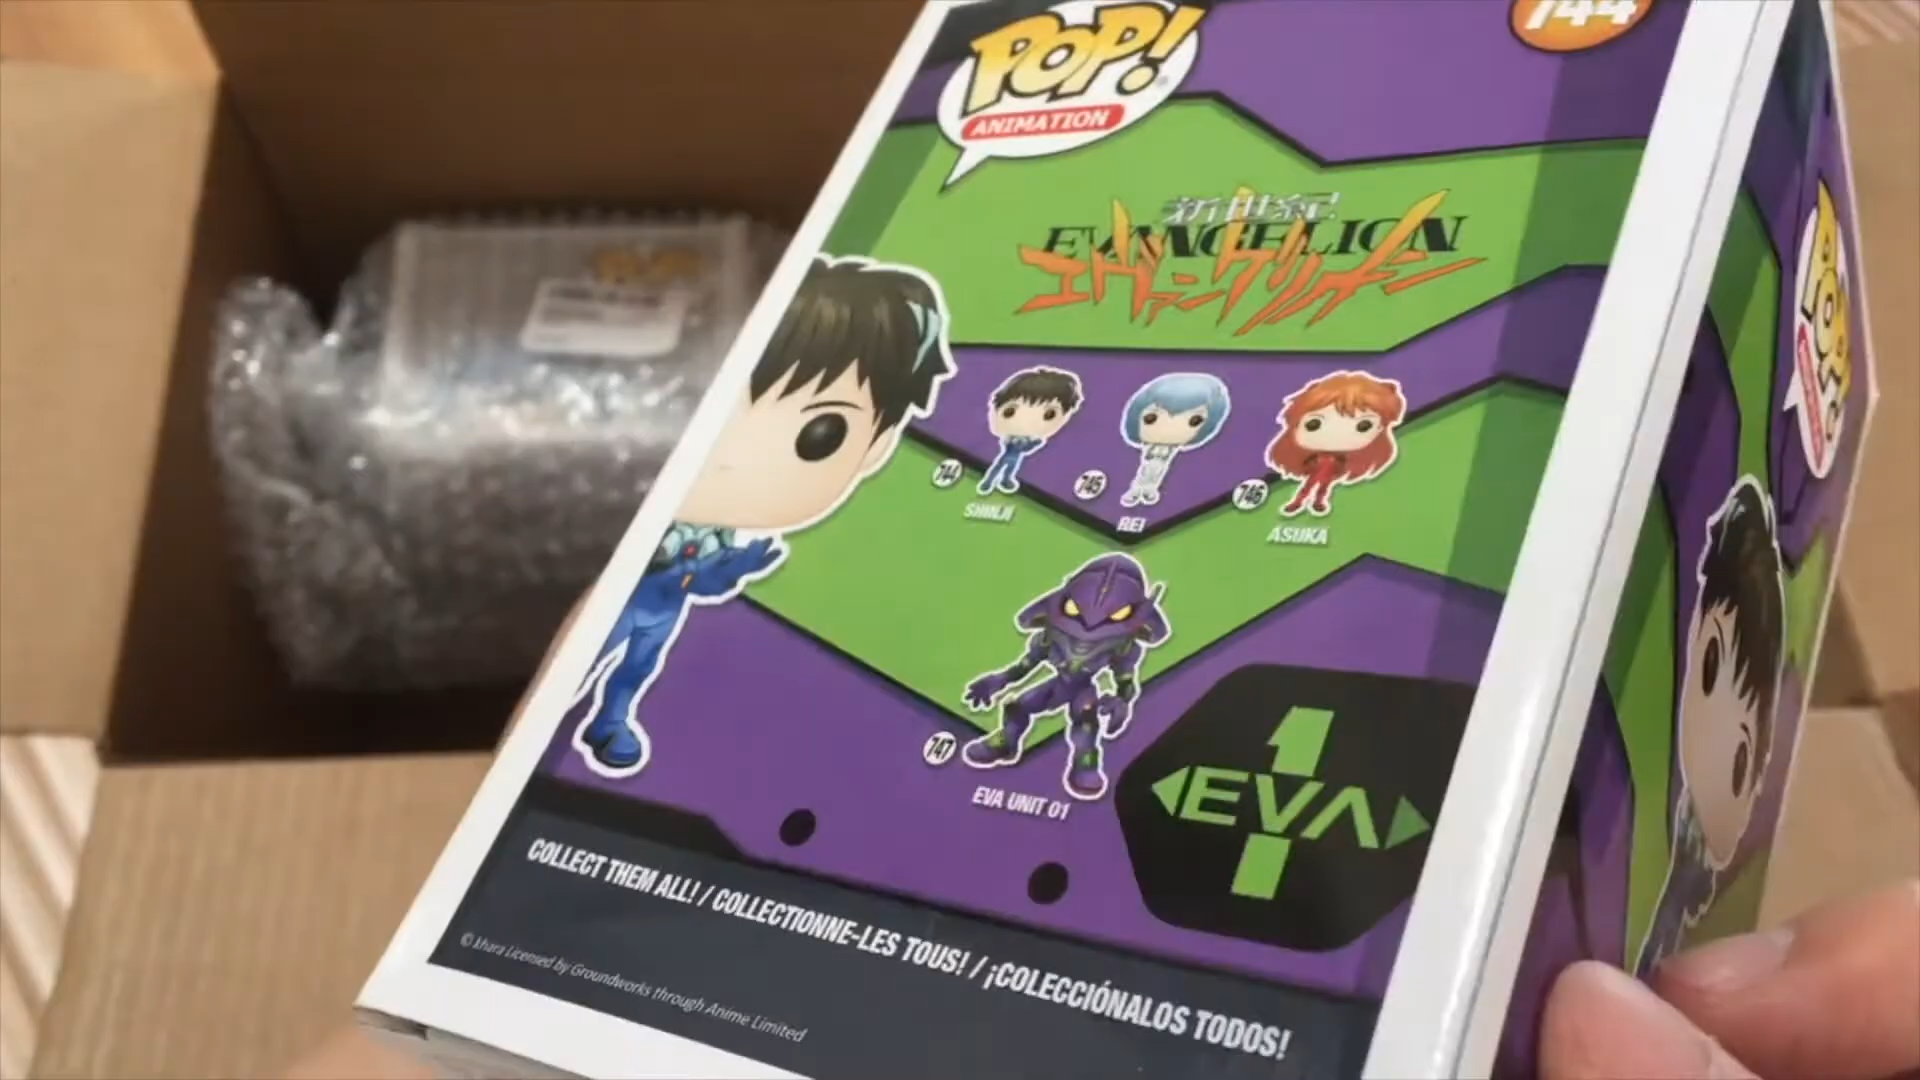 POP!
ANIMATION
744
新世紀
EVANGELION
エヴァンゲリオン
744
SHINJI
745
REI
746
ASUKA
747
EVA UNIT 01
1
EVA
COLLECT THEM ALL! / COLLECTIONNE-LES TOUS! / ¡COLECCIÓNALOS TODOS!
© khara Licensed by Groundworks through Anime Limited
POP!
POP!